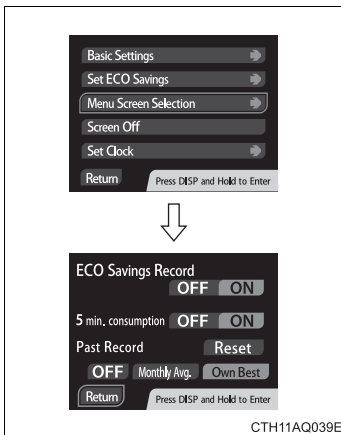 Basic Settings
Set ECO Savings
Menu Screen Selection
Screen Off
Set Clock
Return Press DISP and Hold to Enter
ECO Savings Record
OFF ON
5 min. consumption OFF ON
Past Record Reset
OFF Monthly Avg. Own Best
Return Press DISP and Hold to Enter
CTH11AQ039E